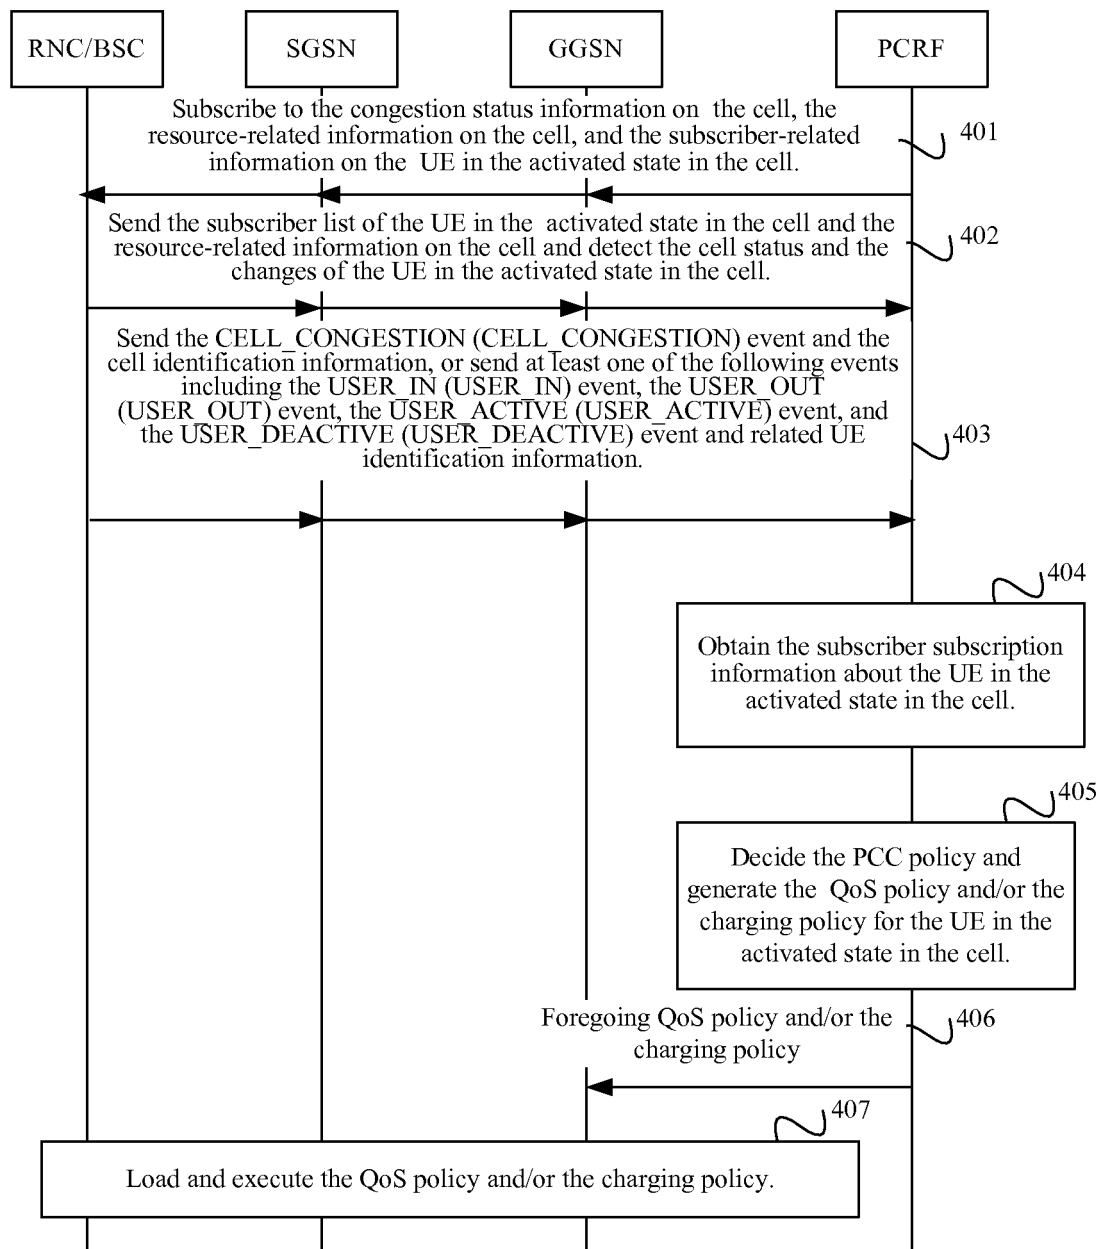 RNC/BSC
SGSN
GGSN
PCRF
Subscribe to the congestion status information on the cell, the
resource-related information on the cell, and the subscriber-related
information on the UE in the activated state in the cell.
401
Send the subscriber list of the UE in the activated state in the cell and the
resource-related information on the cell and detect the cell status and the
changes of the UE in the activated state in the cell.
402
Send the CELL_CONGESTION (CELL_CONGESTION) event and the
cell identification information, or send at least one of the following events
including the USER_IN (USER_IN) event, the USER_OUT
(USER_OUT) event, the USER_ACTIVE (USER_ACTIVE) event, and
the USER_DEACTIVE (USER_DEACTIVE) event and related UE
identification information.
403
404
Obtain the subscriber subscription
information about the UE in the
activated state in the cell.
405
Decide the PCC policy and
generate the QoS policy and/or the
charging policy for the UE in the
activated state in the cell.
Foregoing QoS policy and/or the
charging policy
406
407
Load and execute the QoS policy and/or the charging policy.